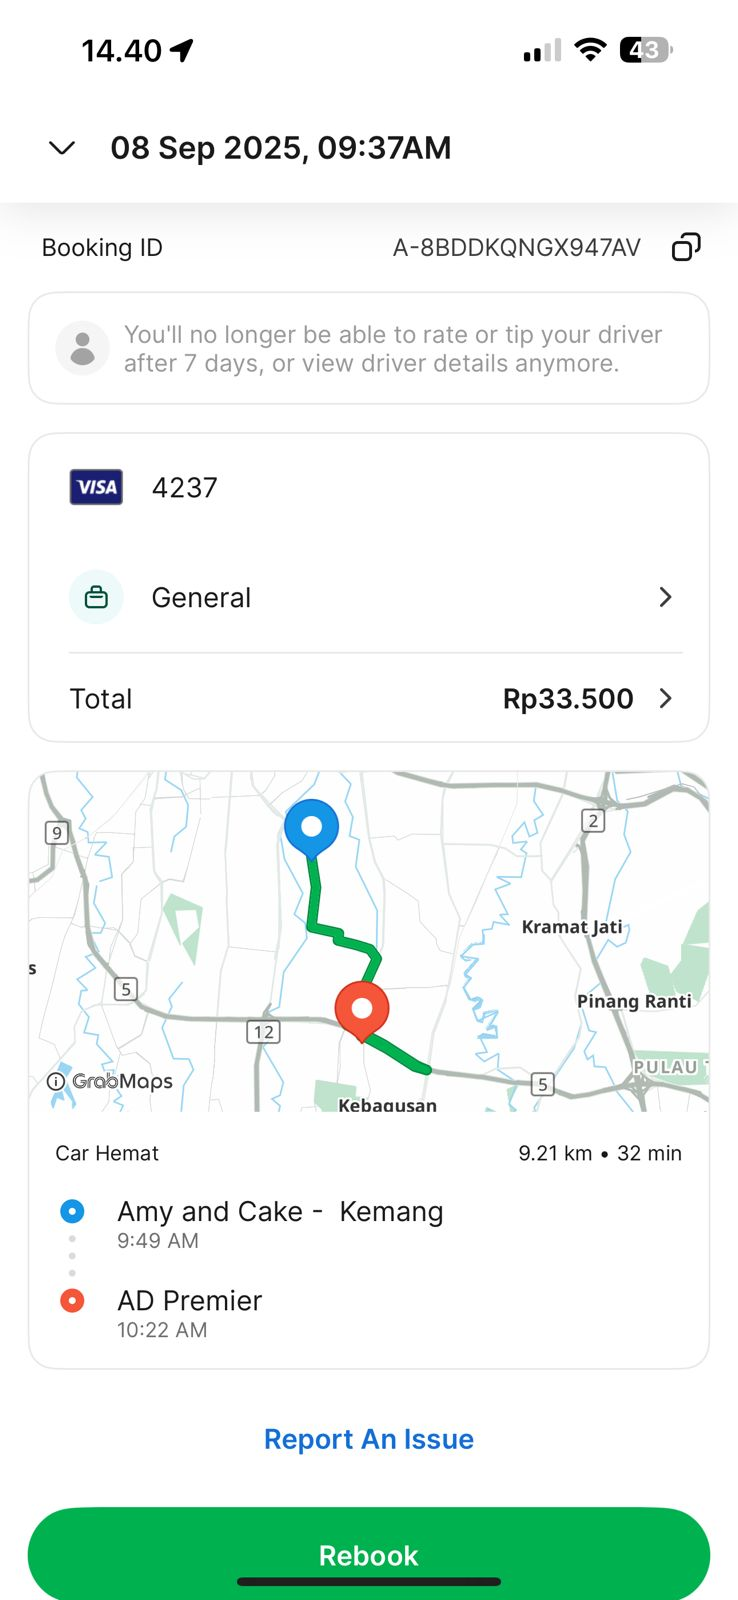 14.40
43
08 Sep 2025, 09:37AM
Booking ID A-8BDDKQNGX947AV
You'll no longer be able to rate or tip your driver
after 7 days, or view driver details anymore.
VISA 4237
General
Total Rp33.500
9
2
Kramat Jati
s
5
Pinang Ranti
12
PULAU T
GrabMaps
5
Kebagusan
Car Hemat 9.21 km • 32 min
Amy and Cake - Kemang
9:49 AM
AD Premier
10:22 AM
Report An Issue
Rebook